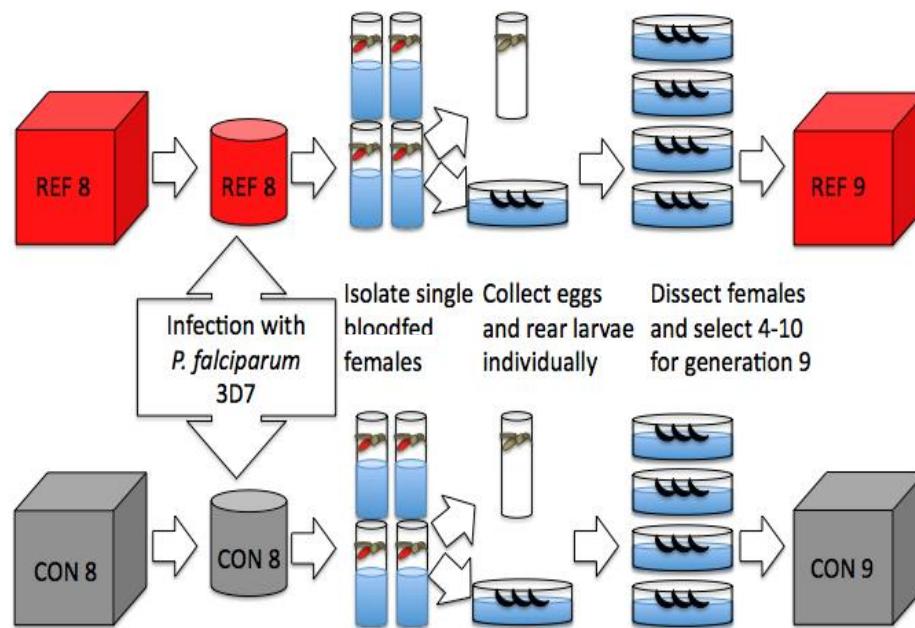 REF 8
REF 8
REF 9
Infection with
P. falciparum
3D7
Isolate single
bloodfed
females
Collect eggs
and rear larvae
individually
Dissect females
and select 4-10
for generation 9
CON 8
CON 8
CON 9